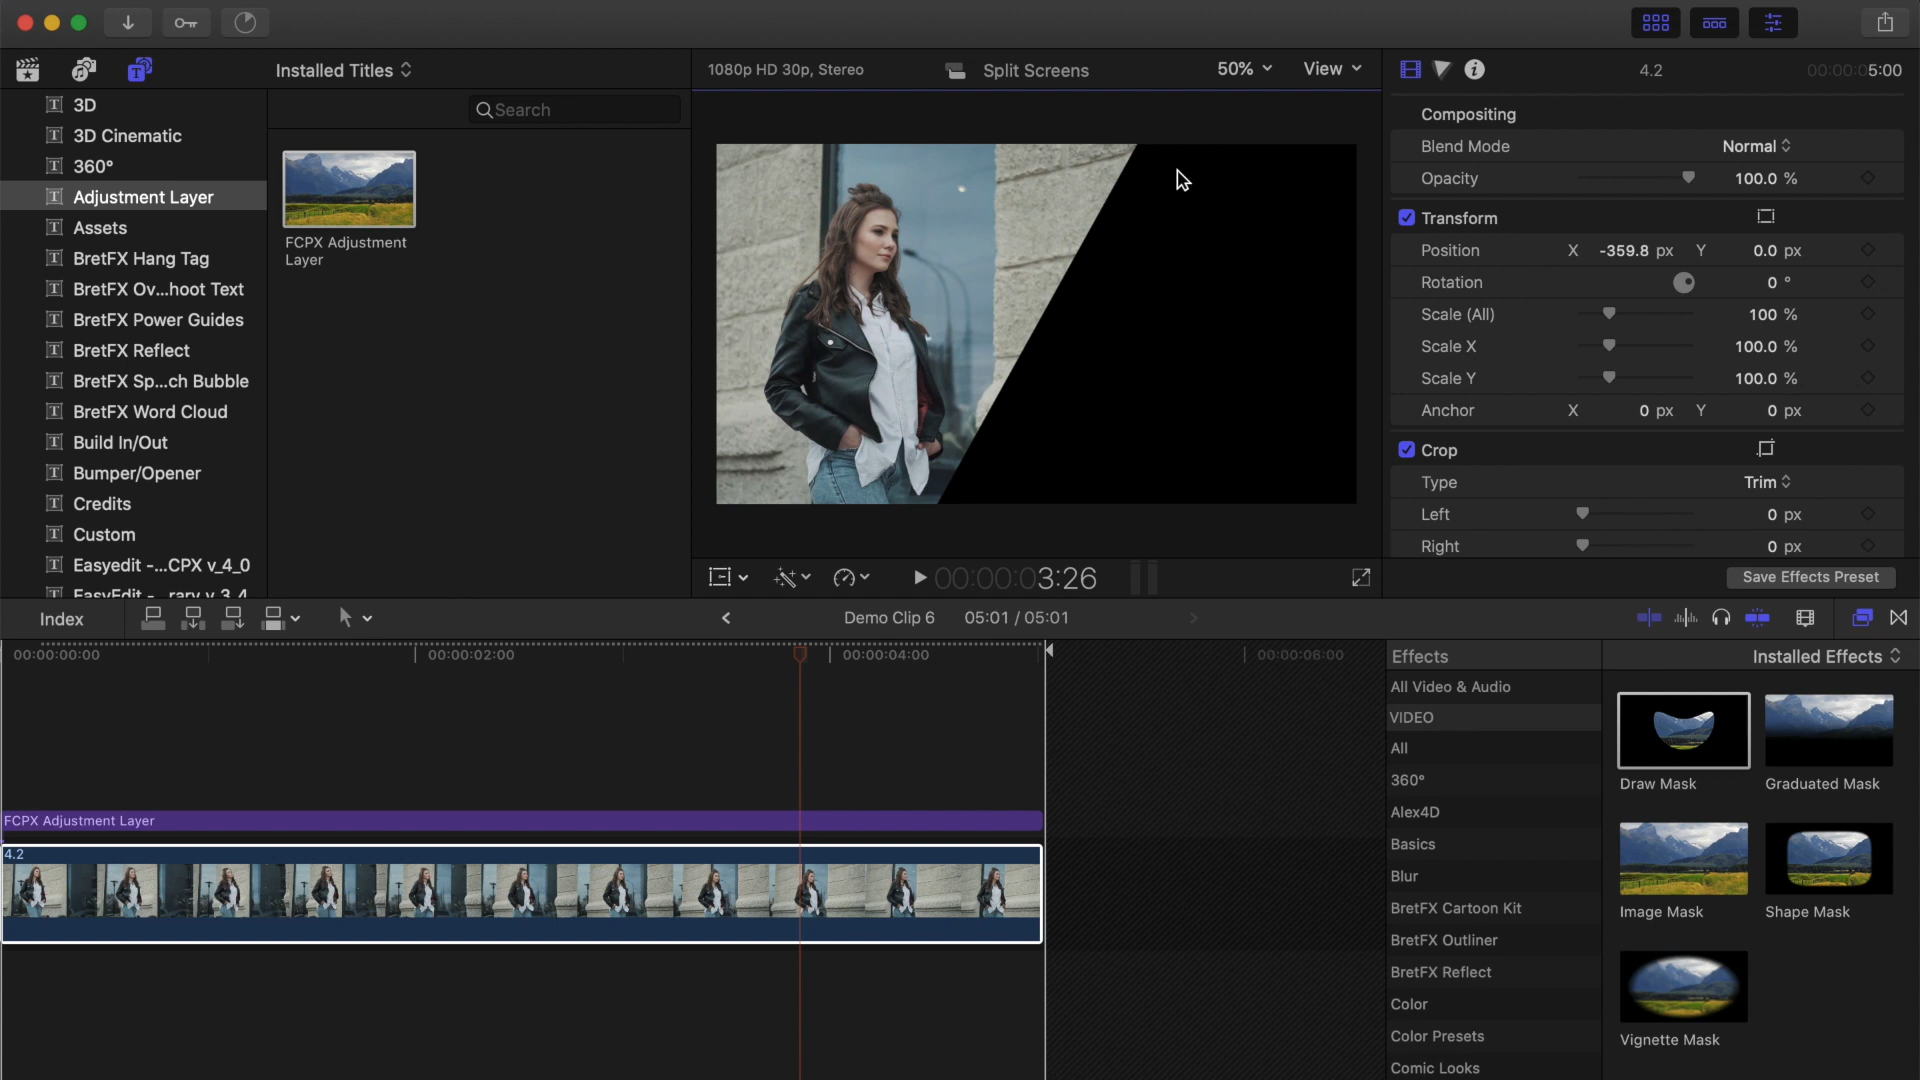 Installed Titles
1080p HD 30p, Stereo
Split Screens
50%
View
4.2
00:00:05:00
3D
3D Cinematic
360°
Adjustment Layer
Assets
BretFX Hang Tag
BretFX Ov...hoot Text
BretFX Power Guides
BretFX Reflect
BretFX Sp...ch Bubble
BretFX Word Cloud
Build In/Out
Bumper/Opener
Credits
Custom
Easyedit -...CPX v_4_0
Search
FCPX Adjustment
Layer
00:00:03:26
Compositing
Blend Mode Normal
Opacity 100.0 %
Transform
Position X -359.8 px Y 0.0 px
Rotation 0 °
Scale (All) 100 %
Scale X 100.0 %
Scale Y 100.0 %
Anchor X 0 px Y 0 px
Crop
Type Trim
Left 0 px
Right 0 px
Save Effects Preset
Index
Demo Clip 6
05:01 / 05:01
00:00:00:00
00:00:02:00
00:00:04:00
00:00:06:00
FCPX Adjustment Layer
4.2
Effects
Installed Effects
All Video & Audio
VIDEO
All
360°
Alex4D
Basics
Blur
BretFX Cartoon Kit
BretFX Outliner
BretFX Reflect
Color
Color Presets
Comic Looks
Draw Mask
Graduated Mask
Image Mask
Shape Mask
Vignette Mask